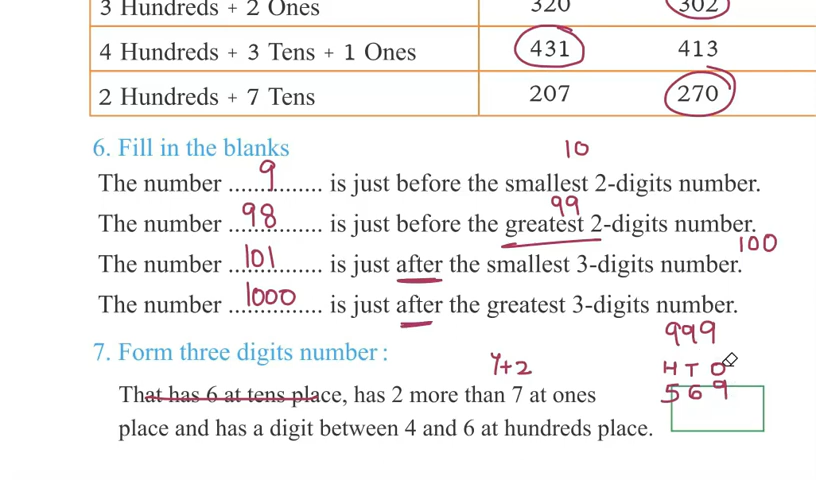 3 Hundreds + 2 Ones 320 302
4 Hundreds + 3 Tens + 1 Ones 431 413
2 Hundreds + 7 Tens 207 270
6. Fill in the blanks
10
The number ......9........ is just before the smallest 2-digits number.
99
The number ...98......... is just before the greatest 2-digits number.
100
The number ...101......... is just after the smallest 3-digits number.
The number ...1000......... is just after the greatest 3-digits number.
999
7. Form three digits number :
7+2
H T O
That has 6 at tens place, has 2 more than 7 at ones
5 6 9
place and has a digit between 4 and 6 at hundreds place.